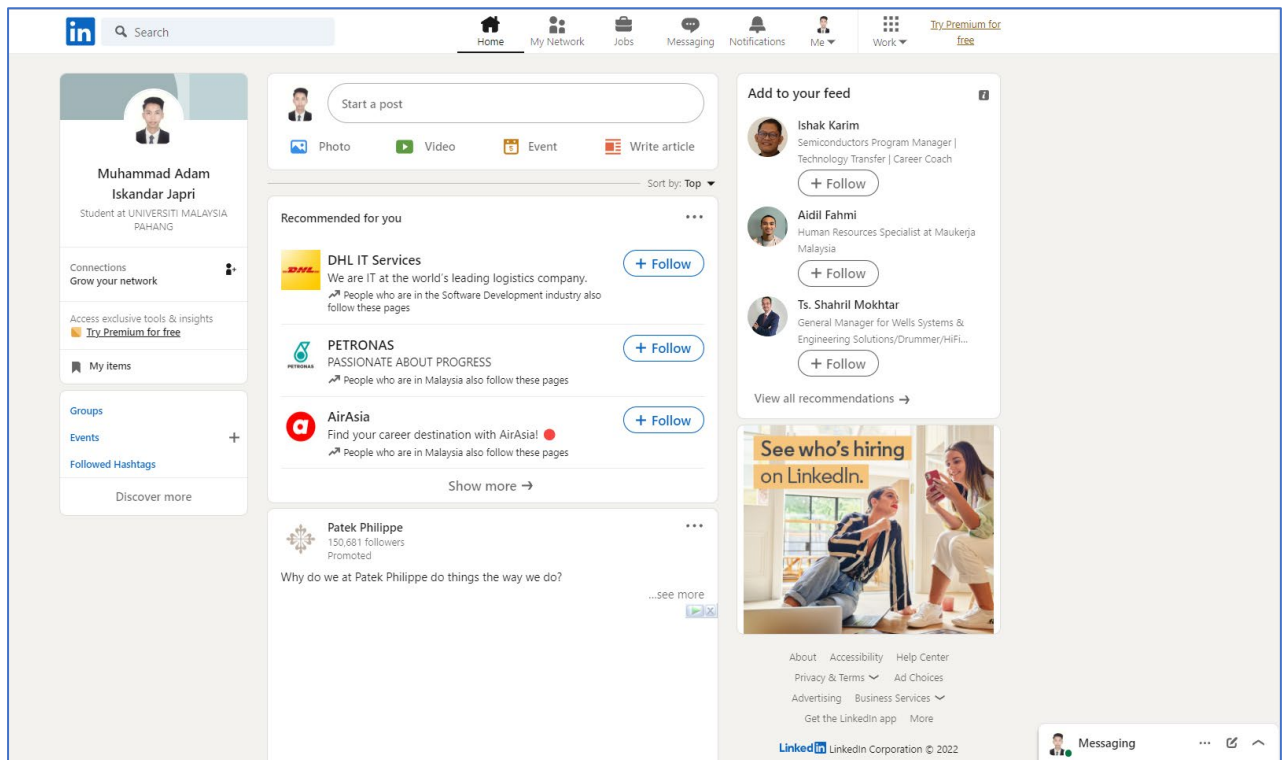 in
Search
Home
My Network
Jobs
Messaging
Notifications
Me
Work
Try Premium for
free
Muhammad Adam
Iskandar Japri
Student at UNIVERSITI MALAYSIA
PAHANG
Connections
Grow your network
Access exclusive tools & insights
Try Premium for free
My items
Groups
Events
Followed Hashtags
Discover more
Start a post
Photo
Video
Event
Write article
Sort by: Top
Recommended for you
DHL
DHL IT Services
We are IT at the world's leading logistics company.
People who are in the Software Development industry also
follow these pages
+ Follow
PETRONAS
PETRONAS
PASSIONATE ABOUT PROGRESS
People who are in Malaysia also follow these pages
+ Follow
AirAsia
Find your career destination with AirAsia!
People who are in Malaysia also follow these pages
+ Follow
Show more →
Patek Philippe
150,681 followers
Promoted
Why do we at Patek Philippe do things the way we do?
...see more
Add to your feed
Ishak Karim
Semiconductors Program Manager |
Technology Transfer | Career Coach
+ Follow
Aidil Fahmi
Human Resources Specialist at Maukerja
Malaysia
+ Follow
Ts. Shahril Mokhtar
General Manager for Wells Systems &
Engineering Solutions/Drummer/HiFi...
+ Follow
View all recommendations →
See who's hiring
on LinkedIn.
About Accessibility Help Center
Privacy & Terms Ad Choices
Advertising Business Services
Get the LinkedIn app More
LinkedIn LinkedIn Corporation © 2022
Messaging